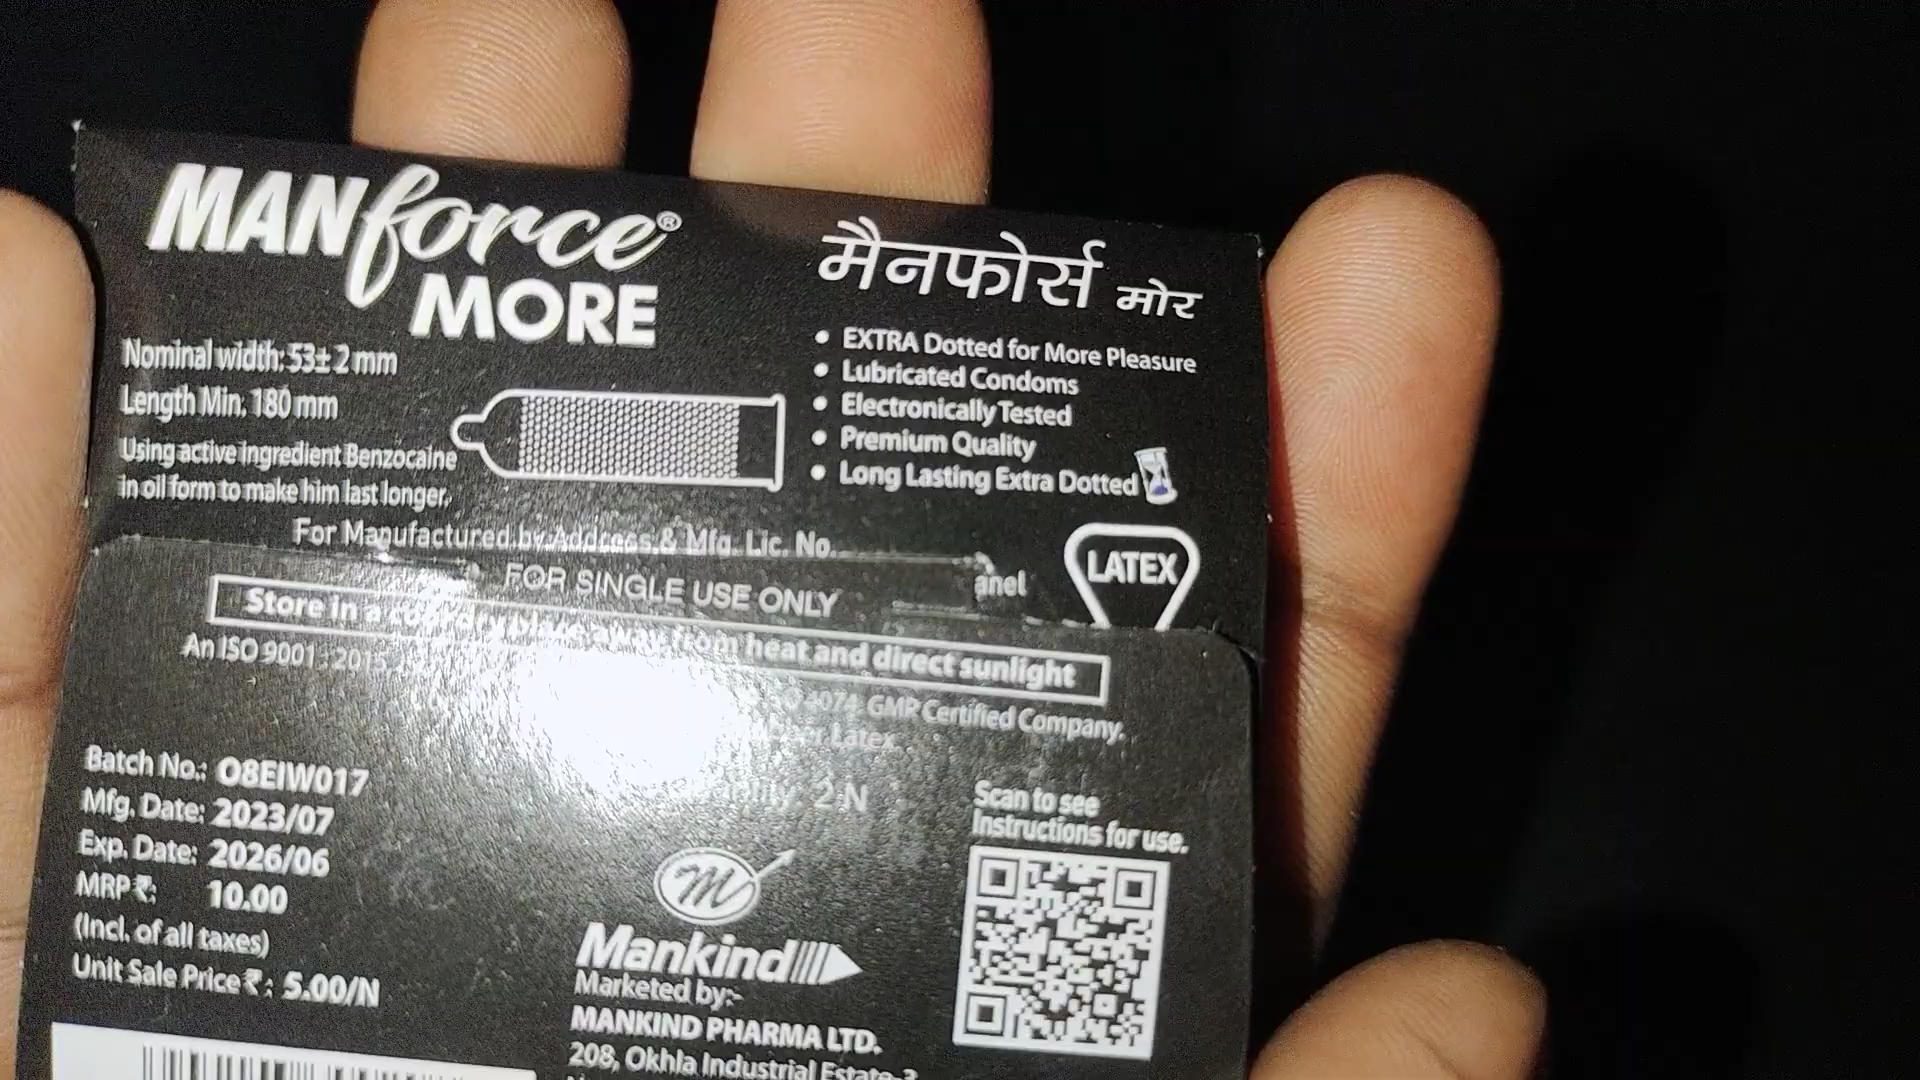 MANforce®
MORE
Nominal width: 53± 2 mm
Length Min. 180 mm
Using active ingredient Benzocaine
in oil form to make him last longer.
मैनफोर्स मोर
• EXTRA Dotted for More Pleasure
• Lubricated Condoms
• Electronically Tested
• Premium Quality
• Long Lasting Extra Dotted
For Manufactured by Address & Mfg. Lic. No.
anel
LATEX
FOR SINGLE USE ONLY
Store in a away from heat and direct sunlight
An ISO 9001 : 2015 4074 GMP Certified Company.
Latex
Batch No.: O8EIW017
Mfg. Date: 2023/07
Exp. Date: 2026/06
MRP ₹: 10.00
(Incl. of all taxes)
Unit Sale Price ₹ : 5.00/N
2 N
m
Mankind
Marketed by:-
MANKIND PHARMA LTD.
208, Okhla Industrial Estate-3
Scan to see
Instructions for use.